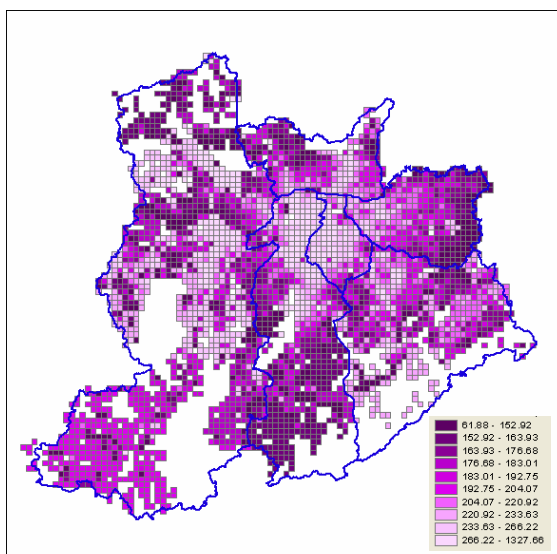 61.88 - 152.92
152.92 - 163.93
163.93 - 176.68
176.68 - 183.01
183.01 - 192.75
192.75 - 204.07
204.07 - 220.92
220.92 - 233.63
233.63 - 266.22
266.22 - 1327.66